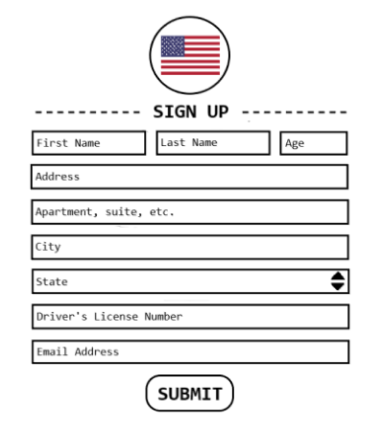 ---------- SIGN UP ----------
First Name Last Name Age
Address
Apartment, suite, etc.
City
State
Driver's License Number
Email Address
SUBMIT